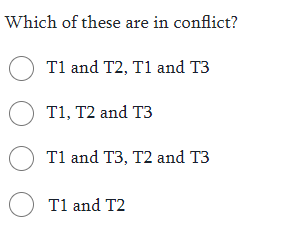 Which of these are in conflict?
T1 and T2, T1 and T3
T1, T2 and T3
T1 and T3, T2 and T3
T1 and T2